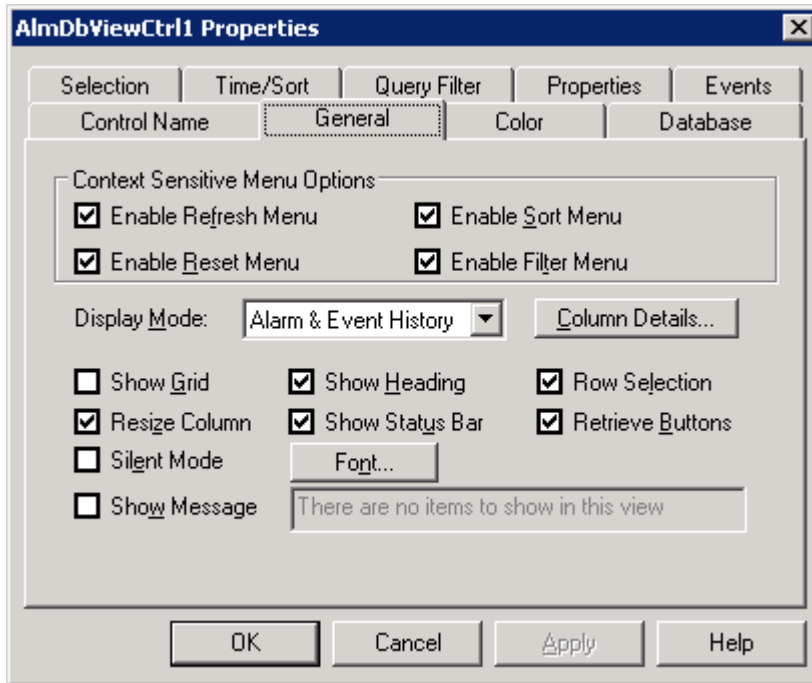 AlmDbViewCtrl1 Properties
Selection Time/Sort Query Filter Properties Events
Control Name General Color Database
Context Sensitive Menu Options
Enable Refresh Menu Enable Sort Menu
Enable Reset Menu Enable Filter Menu
Display Mode: Alarm & Event History Column Details...
Show Grid Show Heading Row Selection
Resize Column Show Status Bar Retrieve Buttons
Silent Mode Font...
Show Message There are no items to show in this view
OK Cancel Apply Help